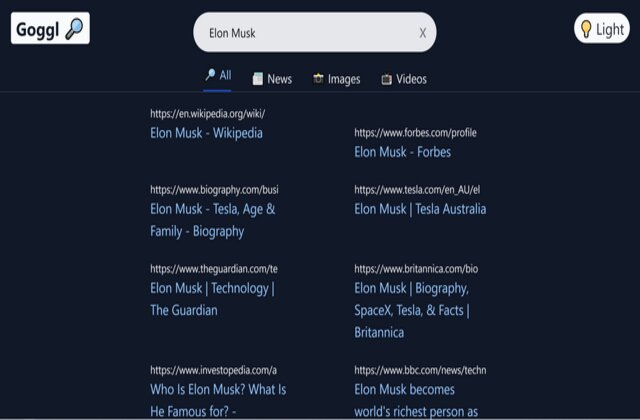 Goggl
Elon Musk X
Light
All News Images Videos
https://en.wikipedia.org/wiki/
Elon Musk - Wikipedia
https://www.forbes.com/profile
Elon Musk - Forbes
https://www.biography.com/busi
Elon Musk - Tesla, Age &
Family - Biography
https://www.tesla.com/en_AU/el
Elon Musk | Tesla Australia
https://www.theguardian.com/te
Elon Musk | Technology |
The Guardian
https://www.britannica.com/bio
Elon Musk | Biography,
SpaceX, Tesla, & Facts |
Britannica
https://www.investopedia.com/a
Who Is Elon Musk? What Is
He Famous for? -
https://www.bbc.com/news/techn
Elon Musk becomes
world's richest person as